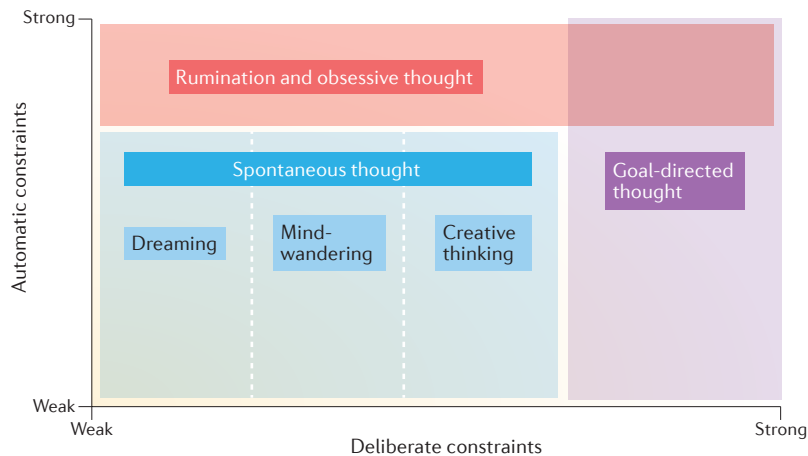 Strong
Rumination and obsessive thought
Automatic constraints
Spontaneous thought
Goal-directed
thought
Dreaming
Mind-
wandering
Creative
thinking
Weak
Weak
Strong
Deliberate constraints